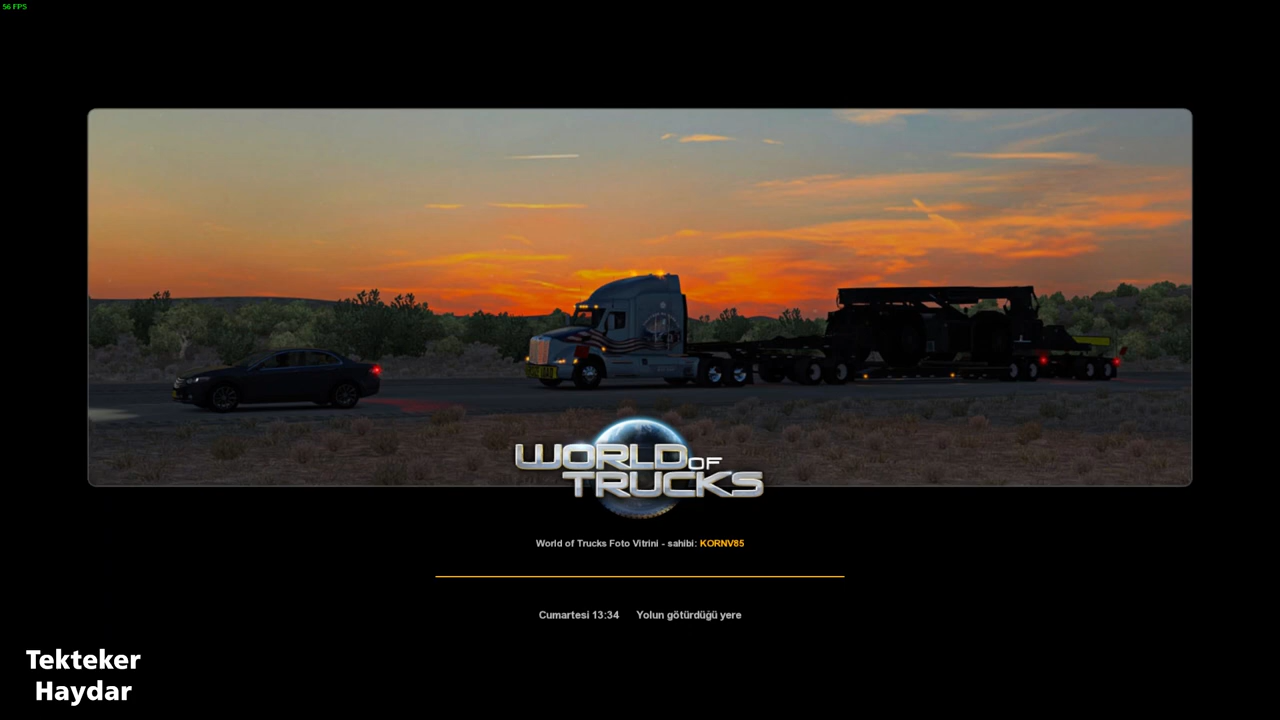 56 FPS
WORLD OF
TRUCKS
World of Trucks Foto Vitrini - sahibi: KORNV85
Cumartesi 13:34 Yolun götürdüğü yere
Tekteker
Haydar